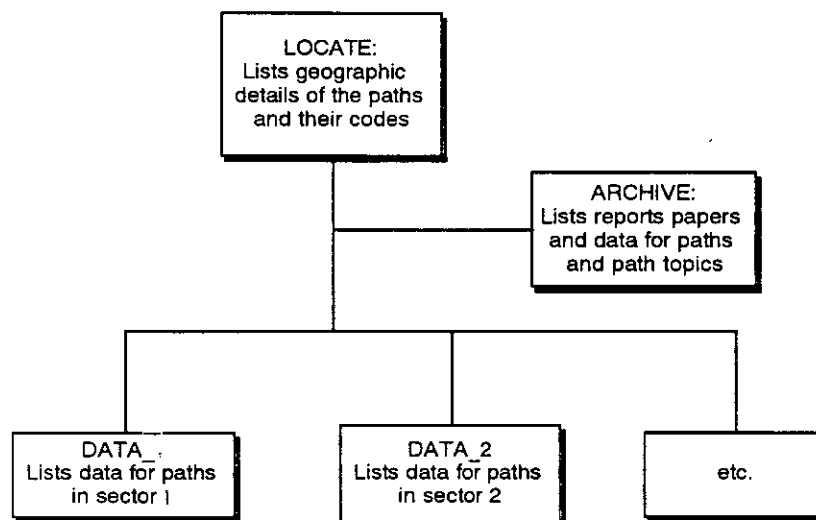 LOCATE:
Lists geographic
details of the paths
and their codes
ARCHIVE:
Lists reports papers
and data for paths
and path topics
DATA_
Lists data for paths
in sector 1
DATA_2
Lists data for paths
in sector 2
etc.